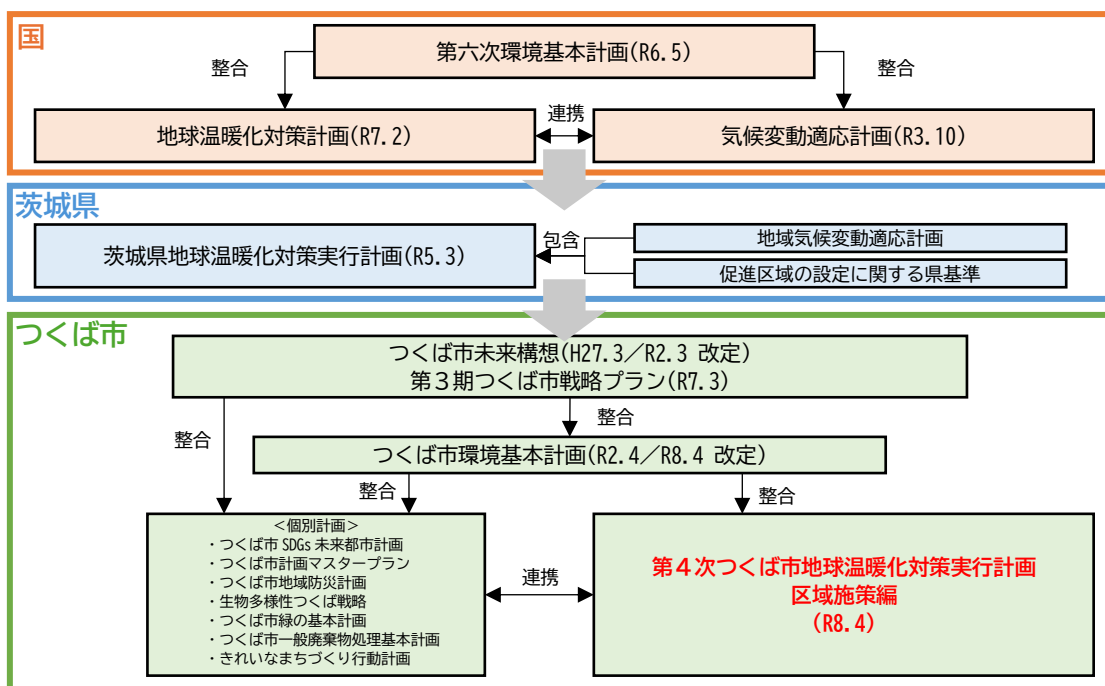 国
第六次環境基本計画(R6.5)
整合
整合
地球温暖化対策計画(R7.2)
連携
気候変動適応計画(R3.10)
茨城県
茨城県地球温暖化対策実行計画(R5.3)
包含
地域気候変動適応計画
促進区域の設定に関する県基準
つくば市
つくば市未来構想(H27.3／R2.3 改定)
第３期つくば市戦略プラン(R7.3)
整合
整合
つくば市環境基本計画(R2.4／R8.4 改定)
整合
整合
＜個別計画＞
・つくば市 SDGs 未来都市計画
・つくば市計画マスタープラン
・つくば市地域防災計画
・生物多様性つくば戦略
・つくば市緑の基本計画
・つくば市一般廃棄物処理基本計画
・きれいなまちづくり行動計画
連携
第４次つくば市地球温暖化対策実行計画
区域施策編
(R8.4)